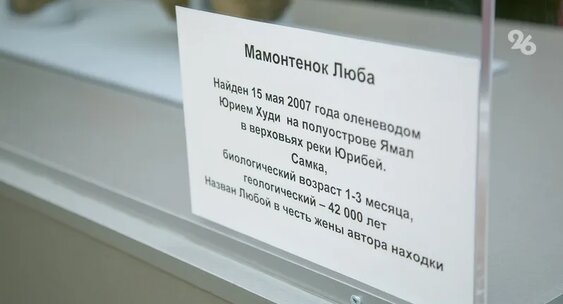 26
Мамонтенок Люба
Найден 15 мая 2007 года оленеводом
Юрием Худи на полуострове Ямал
в верховьях реки Юрибей.
Самка,
биологический возраст 1-3 месяца,
геологический – 42 000 лет
Назван Любой в честь жены автора находки